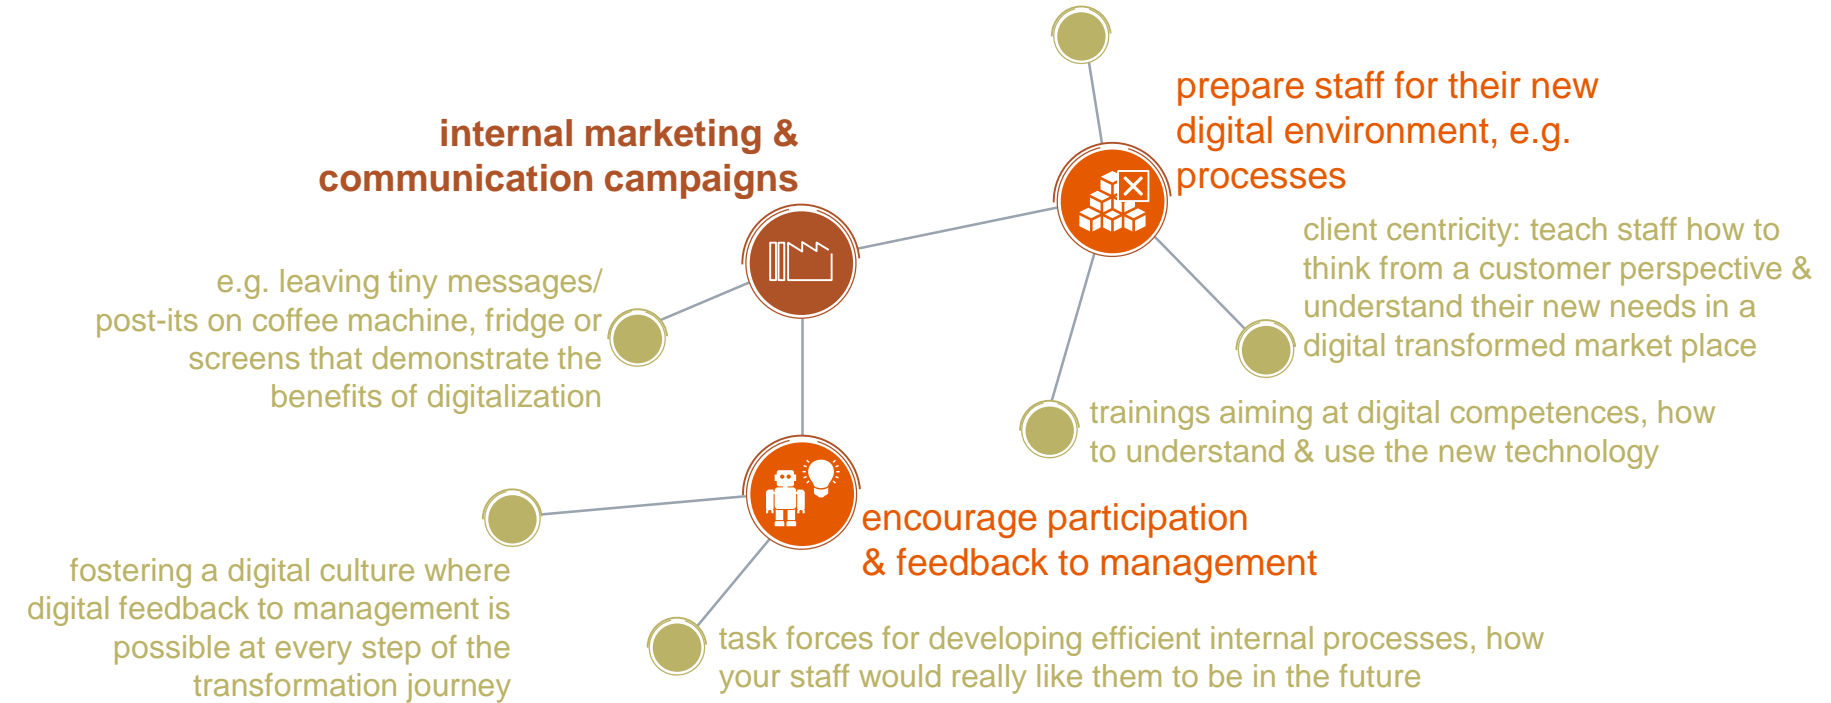 internal marketing &
communication campaigns
e.g. leaving tiny messages/
post-its on coffee machine, fridge or
screens that demonstrate the
benefits of digitalization
prepare staff for their new
digital environment, e.g.
processes
client centricity: teach staff how to
think from a customer perspective &
understand their new needs in a
digital transformed market place
trainings aiming at digital competences, how
to understand & use the new technology
encourage participation
& feedback to management
fostering a digital culture where
digital feedback to management is
possible at every step of the
transformation journey
task forces for developing efficient internal processes, how
your staff would really like them to be in the future